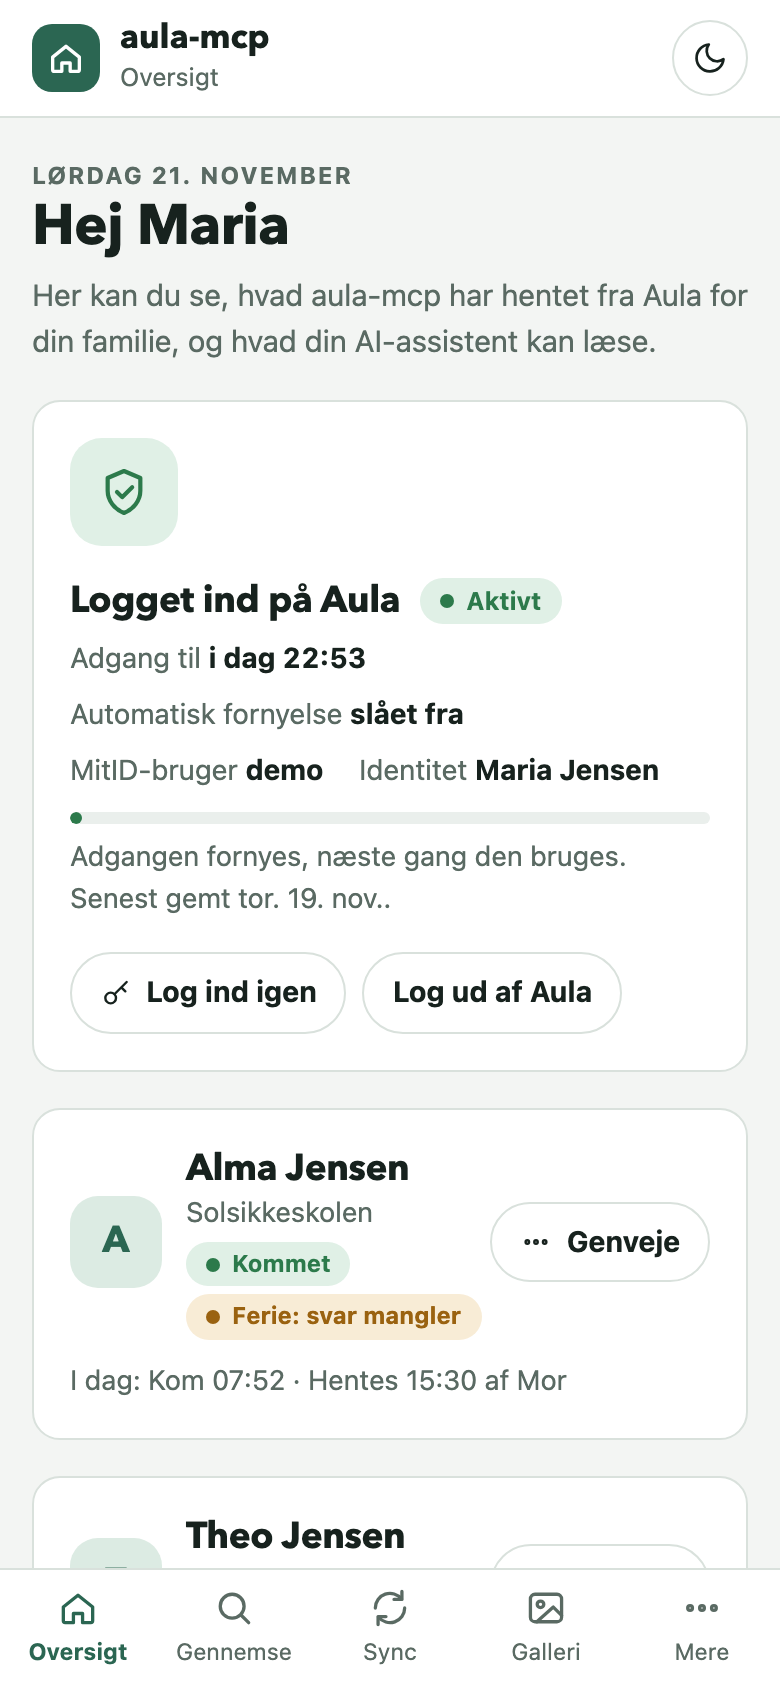 aula-mcp
Oversigt
LØRDAG 21. NOVEMBER
Hej Maria
Her kan du se, hvad aula-mcp har hentet fra Aula for
din familie, og hvad din AI-assistent kan læse.
Logget ind på Aula
Aktivt
Adgang til i dag 22:53
Automatisk fornyelse slået fra
MitID-bruger demo Identitet Maria Jensen
Adgangen fornyes, næste gang den bruges.
Senest gemt tor. 19. nov..
Log ind igen
Log ud af Aula
Alma Jensen
Solsikkeskolen
A
Kommet
Ferie: svar mangler
Genveje
I dag: Kom 07:52 · Hentes 15:30 af Mor
Theo Jensen
Oversigt
Gennemse
Sync
Galleri
Mere